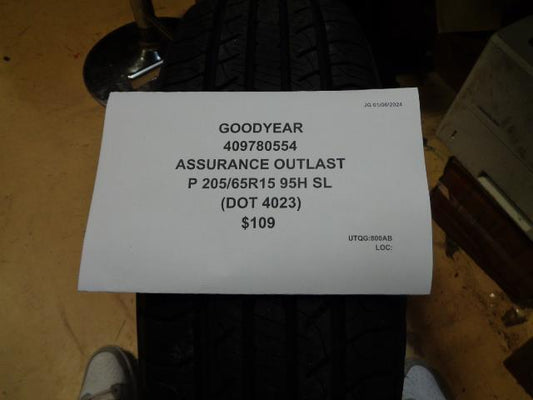 JG 01/06/2024
GOODYEAR
409780554
ASSURANCE OUTLAST
P 205/65R15 95H SL
(DOT 4023)
$109
UTQG:800AB
LOC: